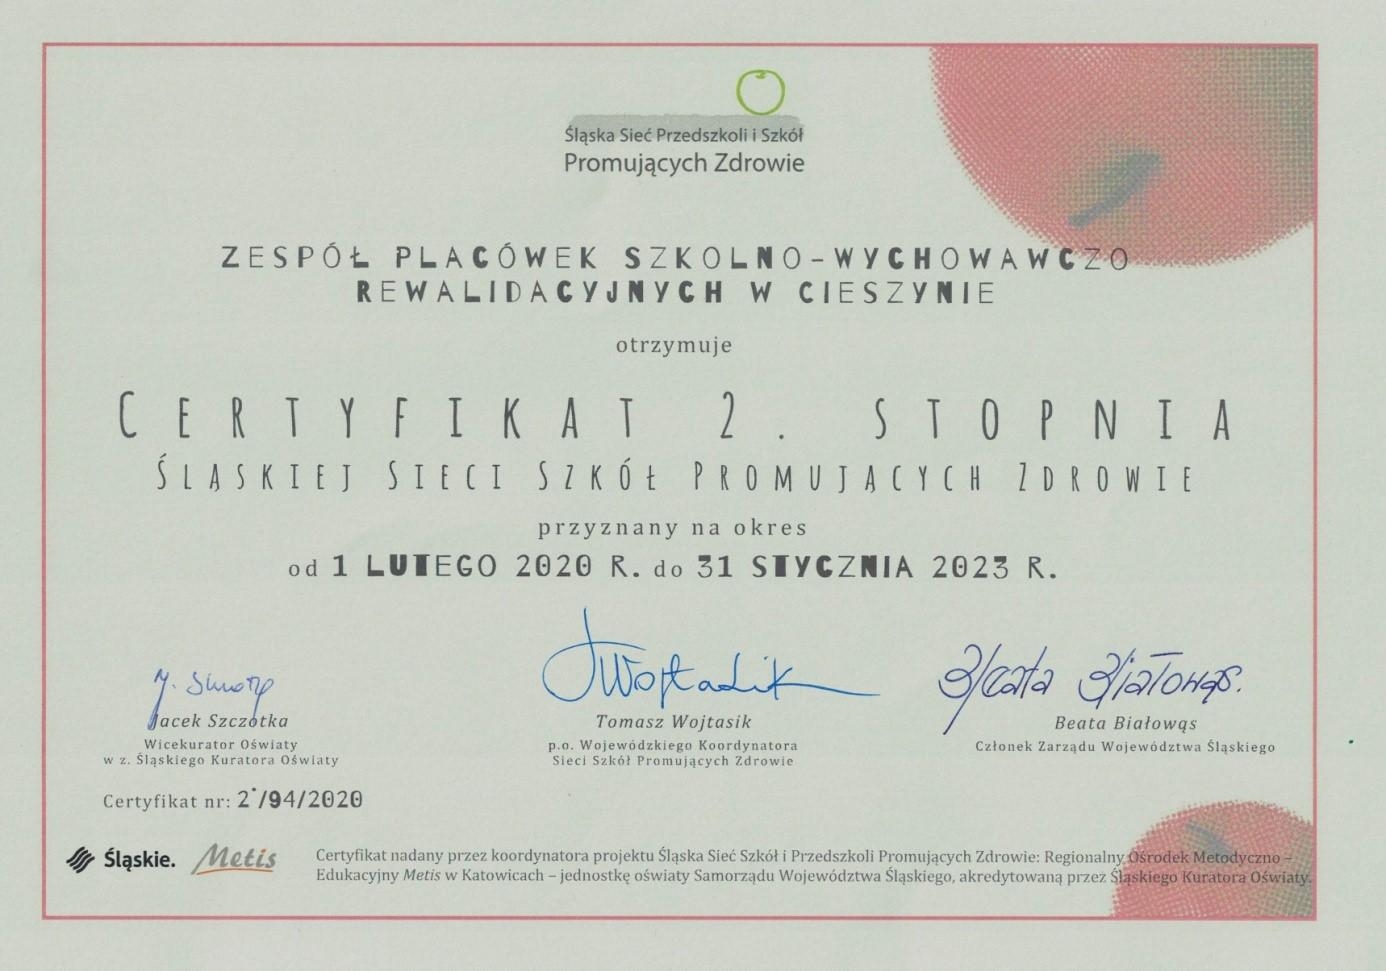 Śląska Sieć Przedszkoli i Szkół
Promujących Zdrowie
ZESPÓŁ PLACÓWEK SZKOLNO-WYCHOWAWCZO
REWALIDACYJNYCH W CIESZYNIE
otrzymuje
CERTYFIKAT 2. STOPNIA
ŚLĄSKIEJ SIECI SZKÓŁ PROMUJĄCYCH ZDROWIE
przyznany na okres
od 1 LUTEGO 2020 R. do 31 STYCZNIA 2023 R.
T Wojtasik
Beata Białowąs.
Jacek Szczotka
Tomasz Wojtasik
Beata Białowąs
Wicekurator Oświaty
w z. Śląskiego Kuratora Oświaty
p.o. Wojewódzkiego Koordynatora
Sieci Szkół Promujących Zdrowie
Członek Zarządu Województwa Śląskiego
Certyfikat nr: 2˙/94/2020
Śląskie.
Metis
Certyfikat nadany przez koordynatora projektu Śląska Sieć Szkół i Przedszkoli Promujących Zdrowie: Regionalny Ośrodek Metodyczno –
Edukacyjny Metis w Katowicach – jednostkę oświaty Samorządu Województwa Śląskiego, akredytowaną przez Śląskiego Kuratora Oświaty.